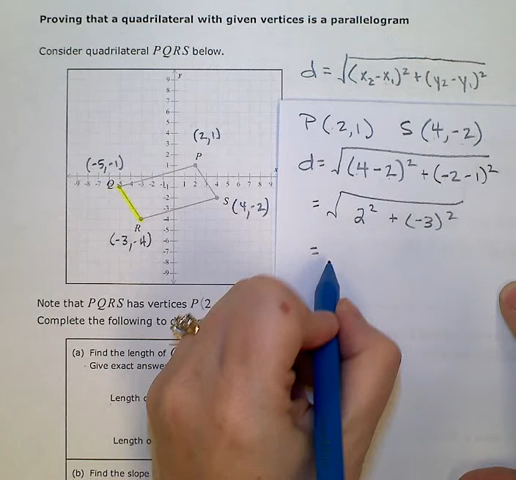 Proving that a quadrilateral with given vertices is a parallelogram
Consider quadrilateral PQRS below.
d = √(x₂-x₁)² + (y₂-y₁)²
y
x
P
(2,1)
(-5,-1)
Q
S (4,-2)
R
(-3,-4)
P(2,1) S(4,-2)
d = √(4-2)² + (-2-1)²
= √2² + (-3)²
=
Note that PQRS has vertices P(2
Complete the following to
(a) Find the length of
Give exact answe
Length
Length o
(b) Find the slope